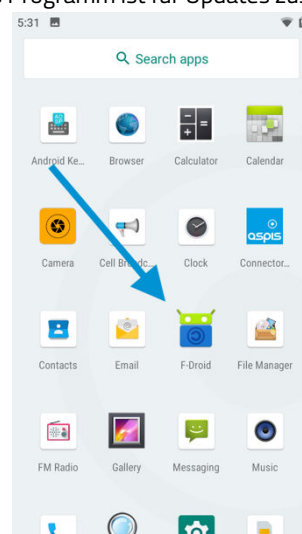 Programm ist für Updates zu
5:31
Search apps
Android Ke...
Browser
Calculator
Calendar
Camera
Cell Broadc...
Clock
aspis
Connector...
Contacts
Email
F-Droid
File Manager
FM Radio
Gallery
Messaging
Music